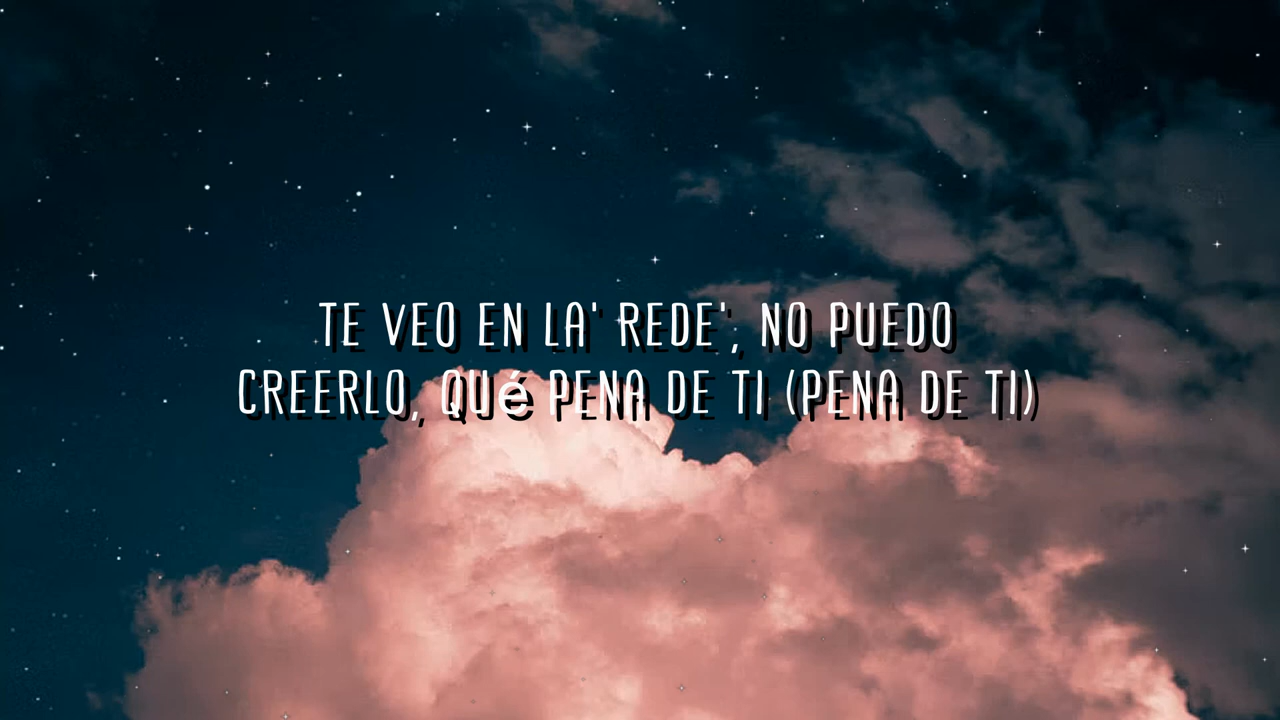 TE VEO EN LA' REDE', NO PUEDO
CREERLO, QUé PENA DE TI (PENA DE TI)